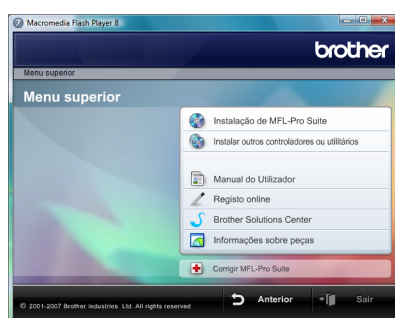 Macromedia Flash Player 8
brother
Menu superior
Menu superior
Instalação de MFL-Pro Suite
Instalar outros controladores ou utilitários
Manual do Utilizador
Registo online
Brother Solutions Center
Informações sobre peças
Corrigir MFL-Pro Suite
© 2001-2007 Brother Industries Ltd. All rights reserved
Anterior
Sair